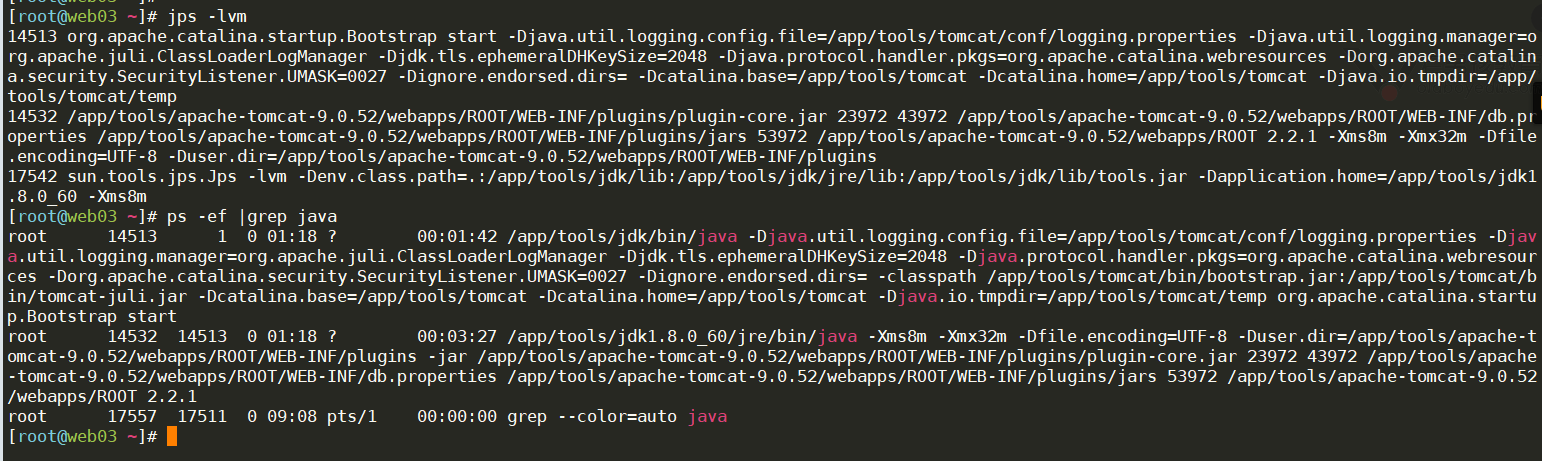 [root@web03 ~]# jps -lvm
14513 org.apache.catalina.startup.Bootstrap start -Djava.util.logging.config.file=/app/tools/tomcat/conf/logging.properties -Djava.util.logging.manager=o
rg.apache.juli.ClassLoaderLogManager -Djdk.tls.ephemeralDHKeySize=2048 -Djava.protocol.handler.pkgs=org.apache.catalina.webresources -Dorg.apache.catalin
a.security.SecurityListener.UMASK=0027 -Dignore.endorsed.dirs= -Dcatalina.base=/app/tools/tomcat -Dcatalina.home=/app/tools/tomcat -Djava.io.tmpdir=/app/
tools/tomcat/temp
14532 /app/tools/apache-tomcat-9.0.52/webapps/ROOT/WEB-INF/plugins/plugin-core.jar 23972 43972 /app/tools/apache-tomcat-9.0.52/webapps/ROOT/WEB-INF/db.pr
operties /app/tools/apache-tomcat-9.0.52/webapps/ROOT/WEB-INF/plugins/jars 53972 /app/tools/apache-tomcat-9.0.52/webapps/ROOT 2.2.1 -Xms8m -Xmx32m -Dfile
.encoding=UTF-8 -Duser.dir=/app/tools/apache-tomcat-9.0.52/webapps/ROOT/WEB-INF/plugins
17542 sun.tools.jps.Jps -lvm -Denv.class.path=.:/app/tools/jdk/lib:/app/tools/jdk/jre/lib:/app/tools/jdk/lib/tools.jar -Dapplication.home=/app/tools/jdk1
.8.0_60 -Xms8m
[root@web03 ~]# ps -ef |grep java
root      14513      1  0 01:18 ?        00:01:42 /app/tools/jdk/bin/java -Djava.util.logging.config.file=/app/tools/tomcat/conf/logging.properties -Djav
a.util.logging.manager=org.apache.juli.ClassLoaderLogManager -Djdk.tls.ephemeralDHKeySize=2048 -Djava.protocol.handler.pkgs=org.apache.catalina.webresour
ces -Dorg.apache.catalina.security.SecurityListener.UMASK=0027 -Dignore.endorsed.dirs= -classpath /app/tools/tomcat/bin/bootstrap.jar:/app/tools/tomcat/b
in/tomcat-juli.jar -Dcatalina.base=/app/tools/tomcat -Dcatalina.home=/app/tools/tomcat -Djava.io.tmpdir=/app/tools/tomcat/temp org.apache.catalina.startu
p.Bootstrap start
root      14532  14513  0 01:18 ?        00:03:27 /app/tools/jdk1.8.0_60/jre/bin/java -Xms8m -Xmx32m -Dfile.encoding=UTF-8 -Duser.dir=/app/tools/apache-t
omcat-9.0.52/webapps/ROOT/WEB-INF/plugins -jar /app/tools/apache-tomcat-9.0.52/webapps/ROOT/WEB-INF/plugins/plugin-core.jar 23972 43972 /app/tools/apache
-tomcat-9.0.52/webapps/ROOT/WEB-INF/db.properties /app/tools/apache-tomcat-9.0.52/webapps/ROOT/WEB-INF/plugins/jars 53972 /app/tools/apache-tomcat-9.0.52
/webapps/ROOT 2.2.1
root      17557  17511  0 09:08 pts/1    00:00:00 grep --color=auto java
[root@web03 ~]#